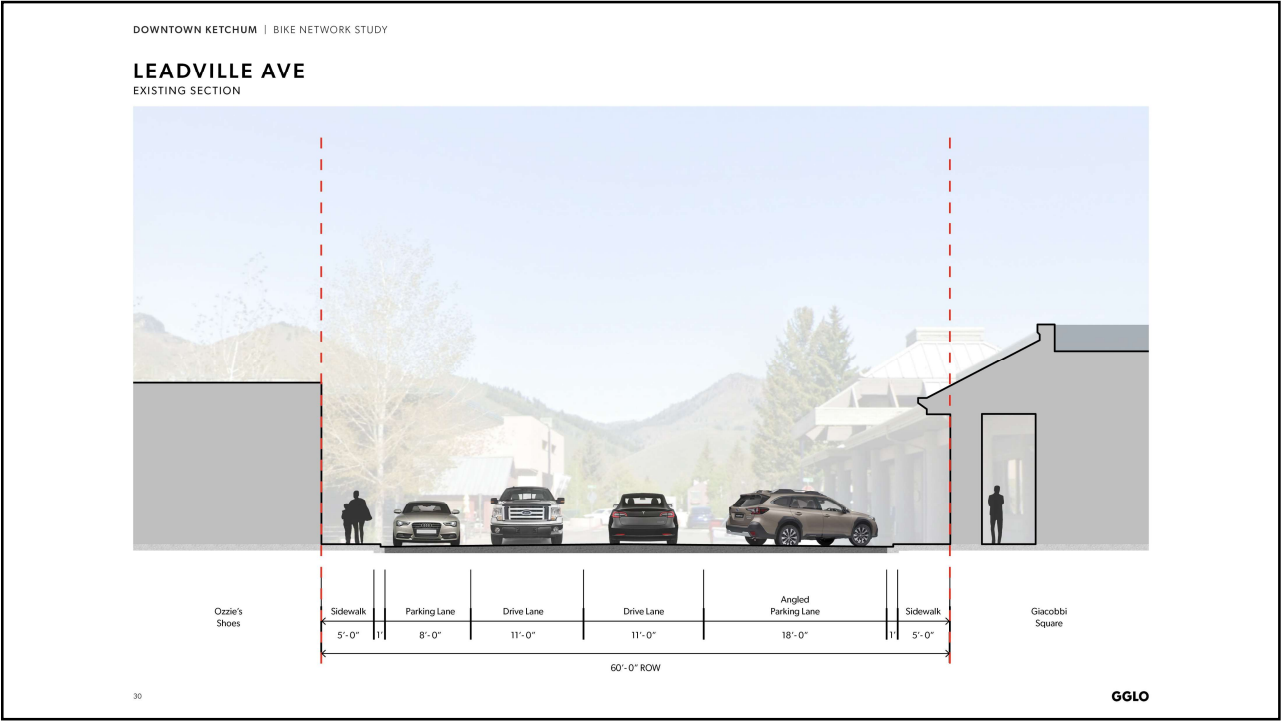 DOWNTOWN KETCHUM | BIKE NETWORK STUDY
LEADVILLE AVE
EXISTING SECTION
Ozzie's
Shoes
Sidewalk
Parking Lane
Drive Lane
Drive Lane
Angled
Parking Lane
Sidewalk
Giacobbi
Square
5'-0"
1'
8'-0"
11'-0"
11'-0"
18'-0"
1'
5'-0"
60'-0" ROW
30
GGLO